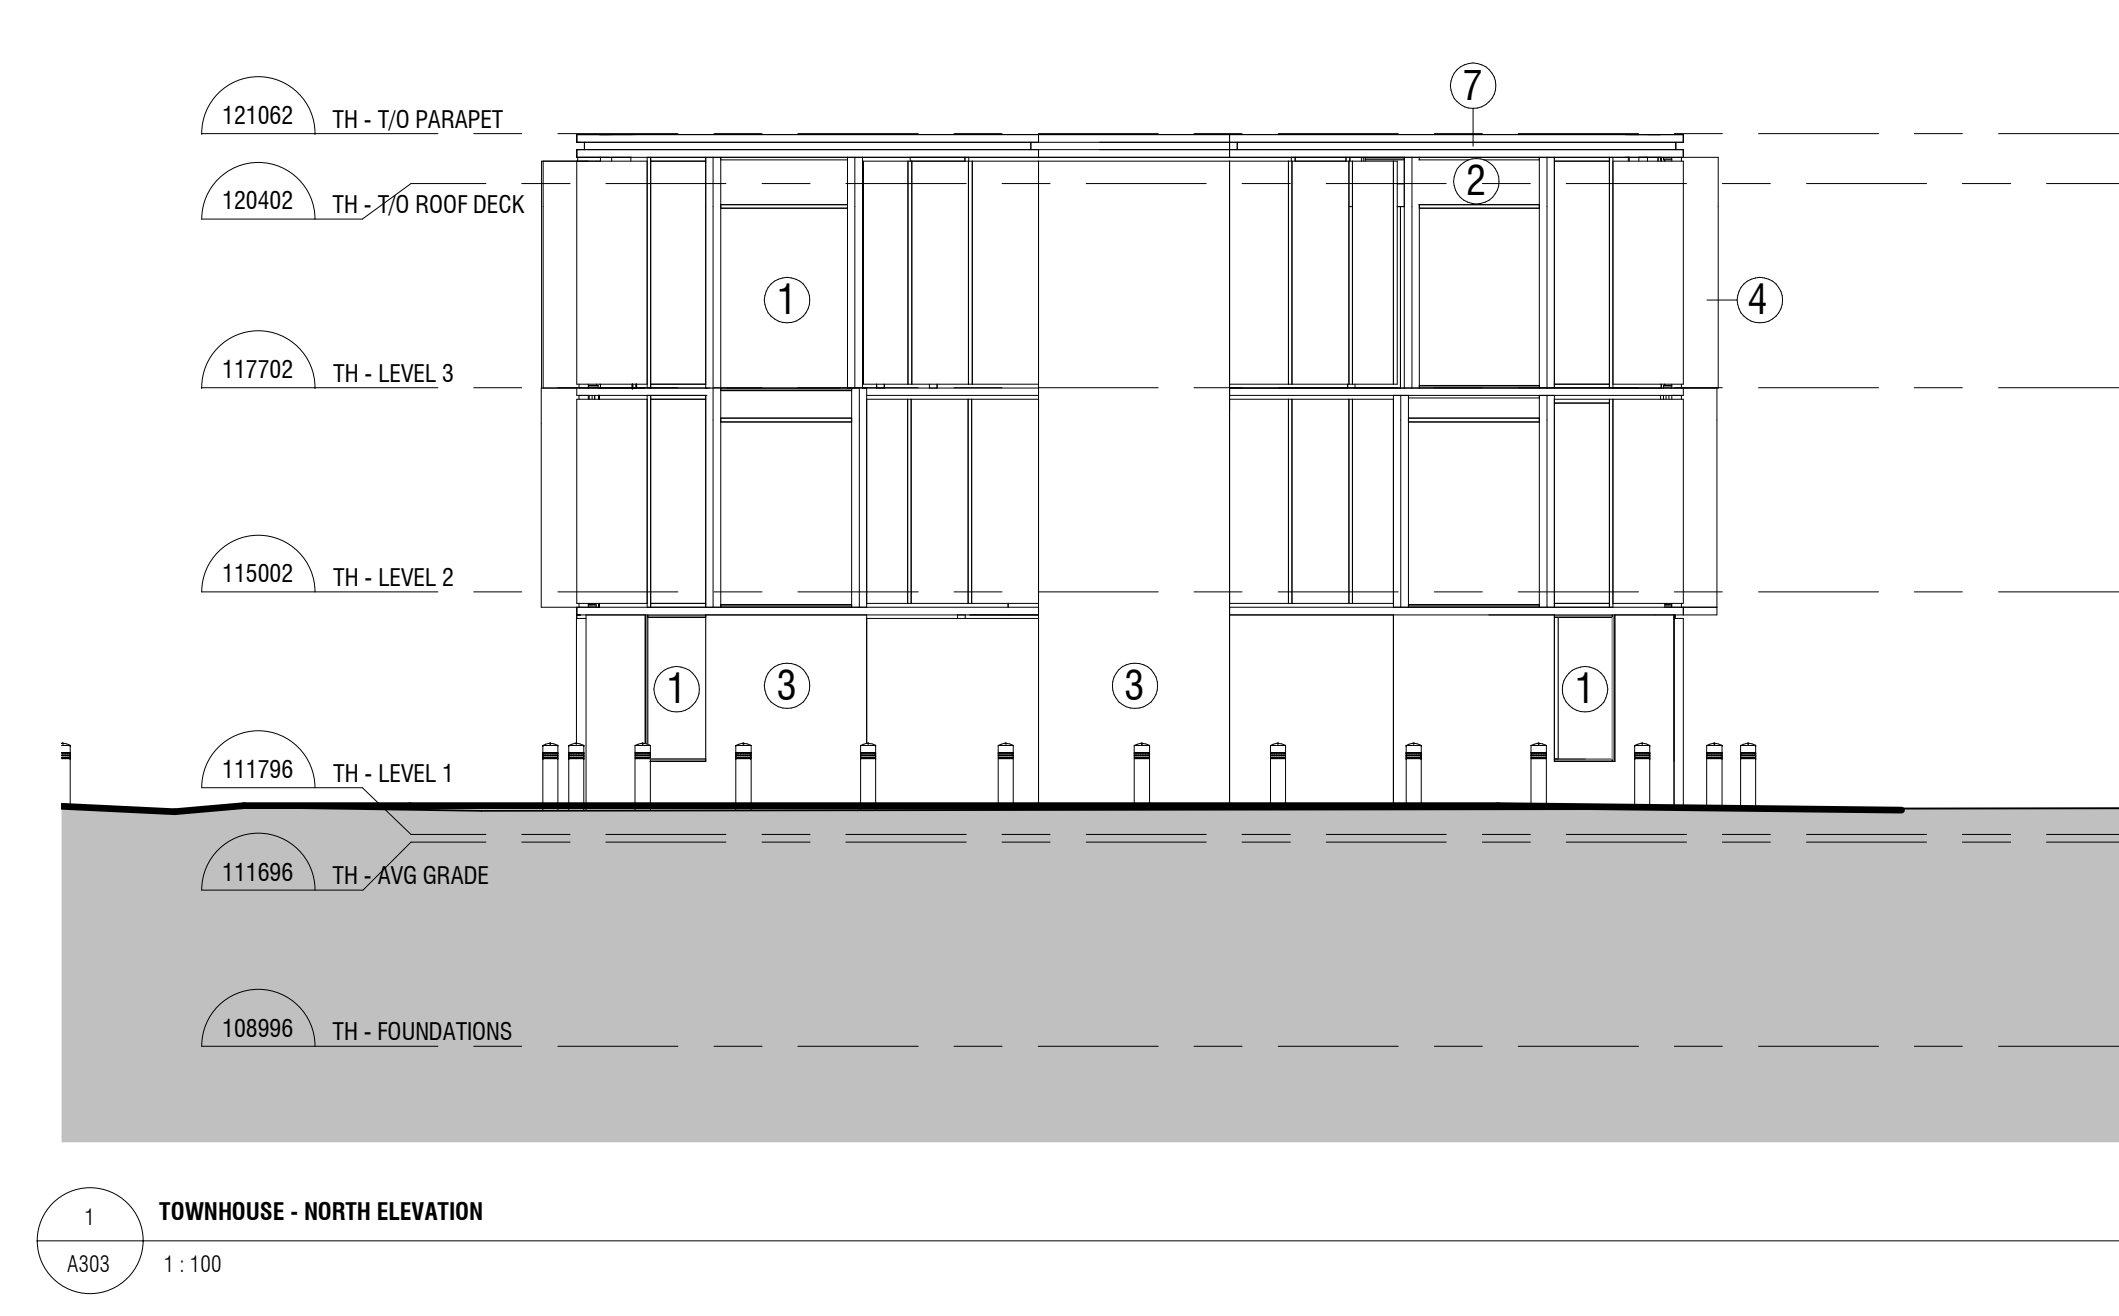 7
121062 TH - T/O PARAPET
2
120402 TH - T/O ROOF DECK
1
4
117702 TH - LEVEL 3
115002 TH - LEVEL 2
1 3 3 1
111796 TH - LEVEL 1
111696 TH - AVG GRADE
108996 TH - FOUNDATIONS
1 TOWNHOUSE - NORTH ELEVATION
A303 1 : 100